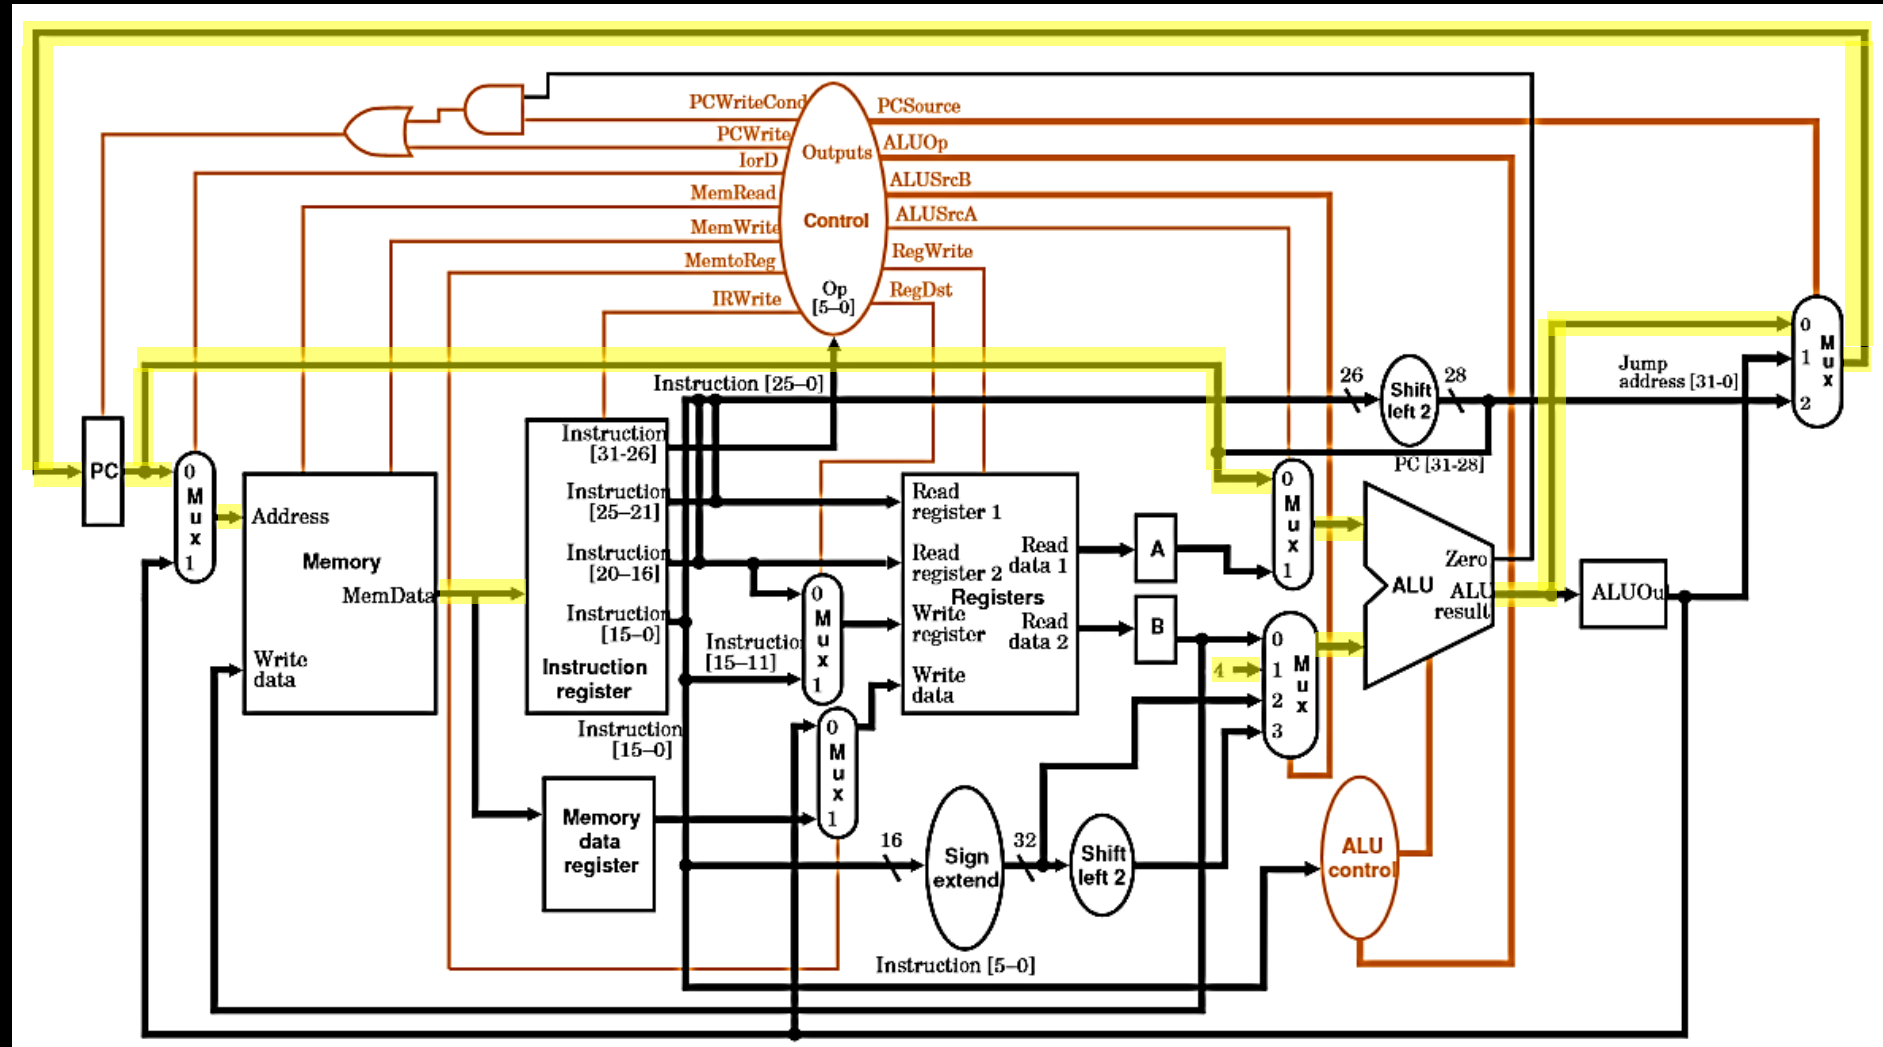 PCWriteCond
PCWrite
IorD
MemRead
MemWrite
MemtoReg
IRWrite
Outputs
Control
Op
[5–0]
PCSource
ALUOp
ALUSrcB
ALUSrcA
RegWrite
RegDst
PC
0
M
u
x
1
Address
Memory
MemData
Write
data
Instruction [25–0]
Instruction
[31-26]
Instruction
[25–21]
Instruction
[20–16]
Instruction
[15–0]
Instruction
register
Instruction
[15–0]
Memory
data
register
Instruction
[15–11]
0
M
u
x
1
0
M
u
x
1
Read
register 1
Read
register 2
Registers
Write
register
Write
data
Read
data 1
Read
data 2
A
B
16
Sign
extend
32
Shift
left 2
Instruction [5–0]
26
Shift
left 2
28
PC [31-28]
Jump
address [31-0]
0
M
u
x
1
4
0
1
2
3
M
u
x
Zero
ALU
ALU
result
ALU
control
ALUOu
0
1
2
M
u
x